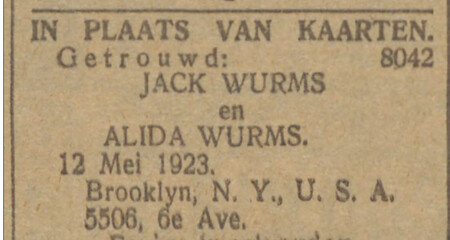 IN PLAATS VAN KAARTEN.
Getrouwd: 8042
JACK WURMS
en
ALIDA WURMS.
12 Mei 1923.
Brooklyn, N. Y., U. S. A.
5506, 6e Ave.